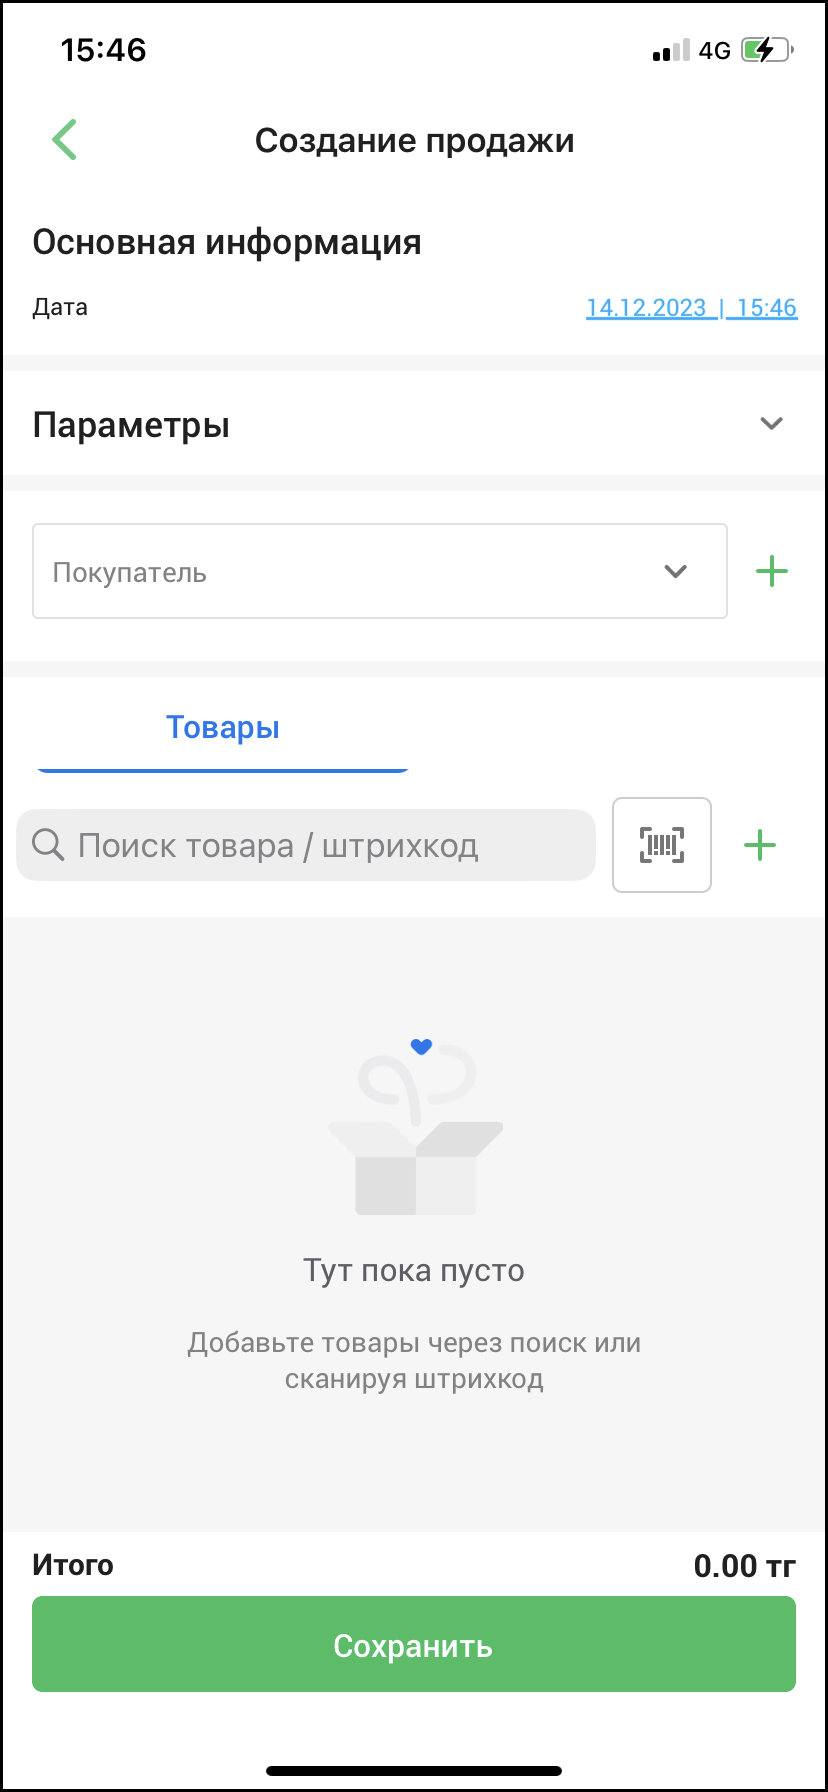 15:46
4G
Создание продажи
Основная информация
Дата
14.12.2023 | 15:46
Параметры
Покупатель
Товары
Поиск товара / штрихкод
Тут пока пусто
Добавьте товары через поиск или
сканируя штрихкод
Итого
0.00 тг
Сохранить